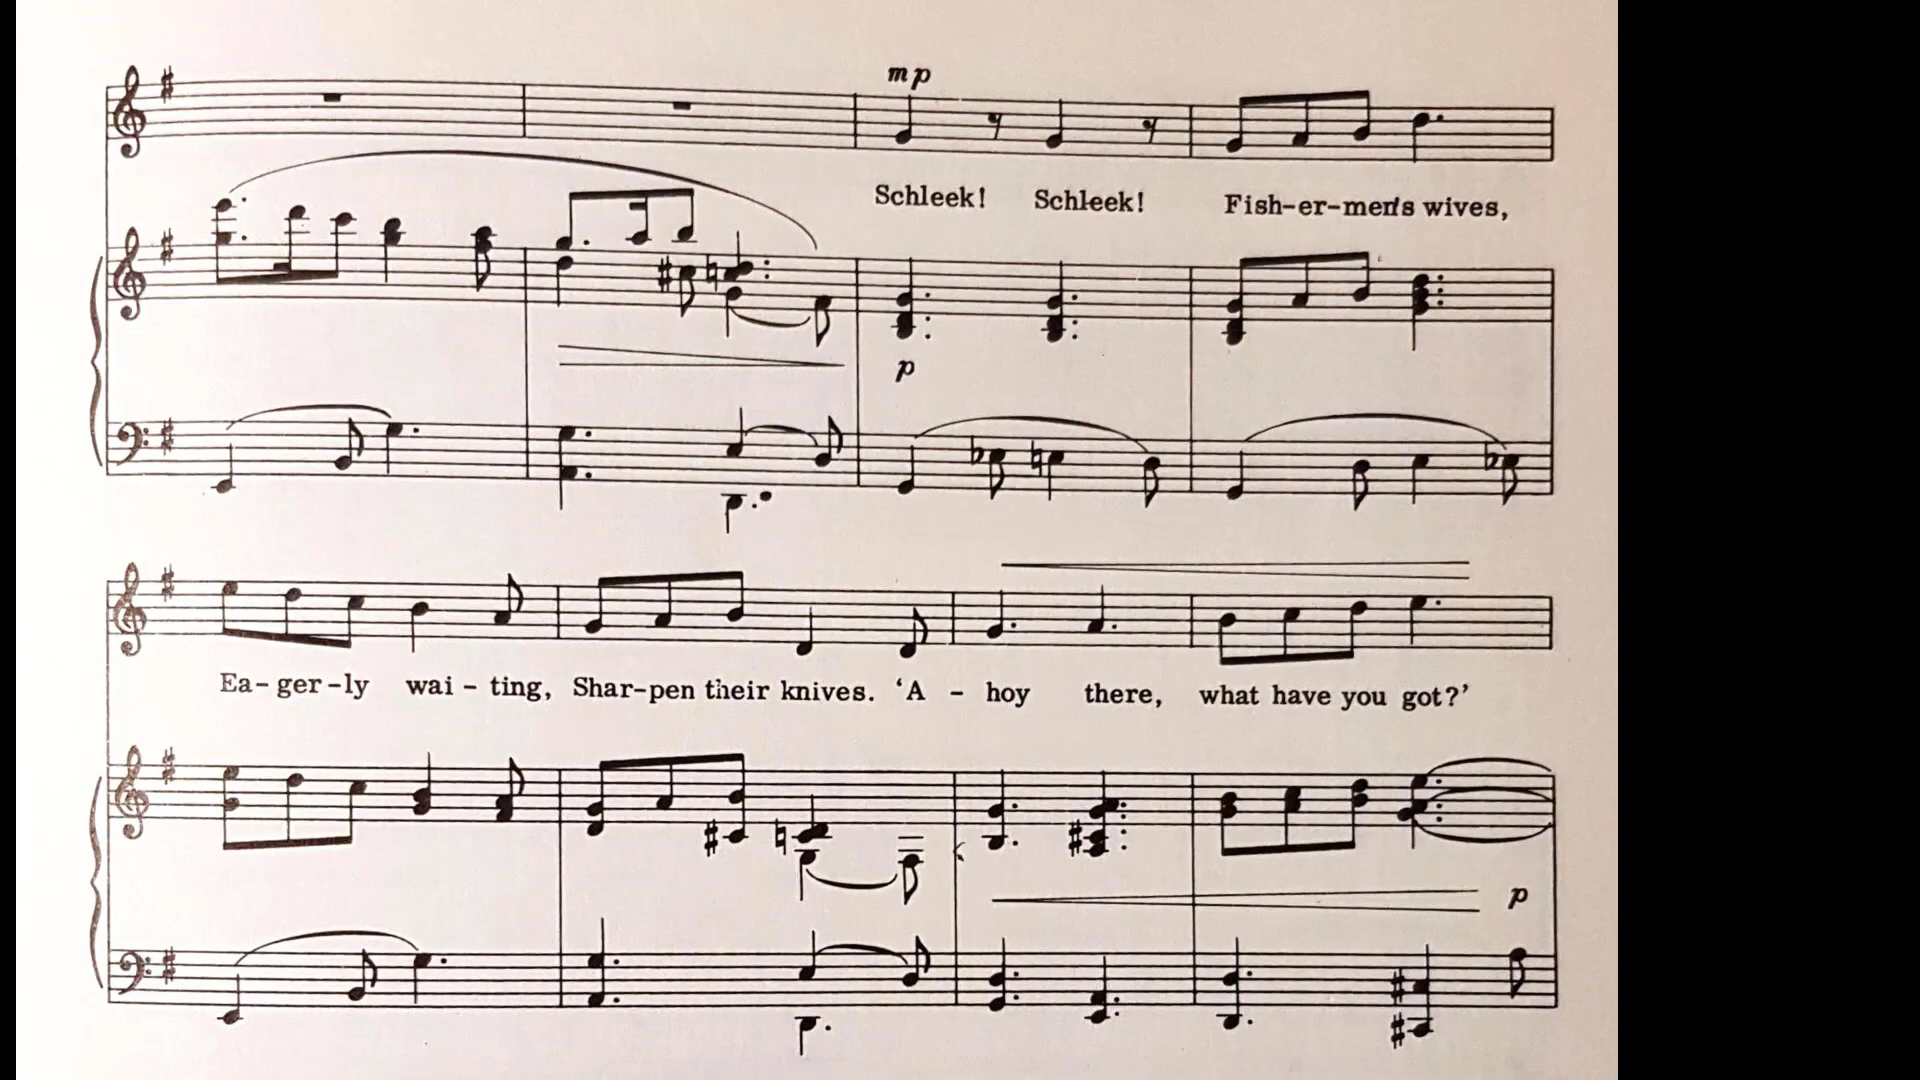 mp
Schleek! Schleek! Fish-er-men's wives,
p
Ea-ger-ly wai-ting, Shar-pen their knives. ‘A-hoy there, what have you got?’
p